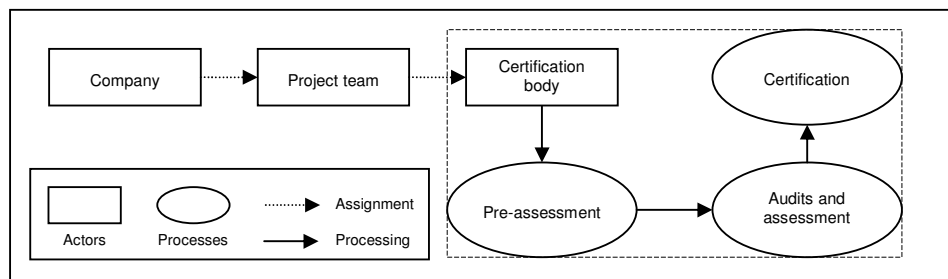 Company
Project team
Certification
body
Certification
Pre-assessment
Audits and
assessment
Assignment
Processing
Actors
Processes